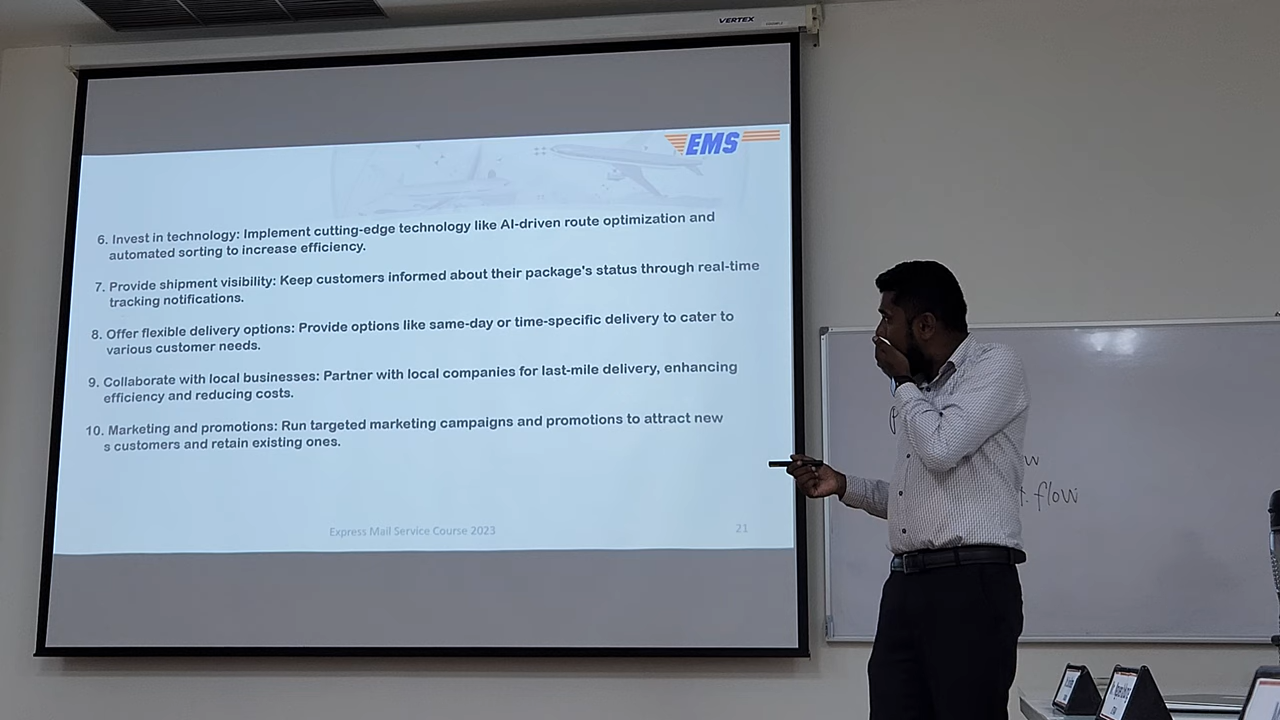 VERTEX
EMS
6. Invest in technology: Implement cutting-edge technology like AI-driven route optimization and
automated sorting to increase efficiency.
7. Provide shipment visibility: Keep customers informed about their package's status through real-time
tracking notifications.
8. Offer flexible delivery options: Provide options like same-day or time-specific delivery to cater to
various customer needs.
9. Collaborate with local businesses: Partner with local companies for last-mile delivery, enhancing
efficiency and reducing costs.
10. Marketing and promotions: Run targeted marketing campaigns and promotions to attract new
s customers and retain existing ones.
Express Mail Service Course 2023
21
flow